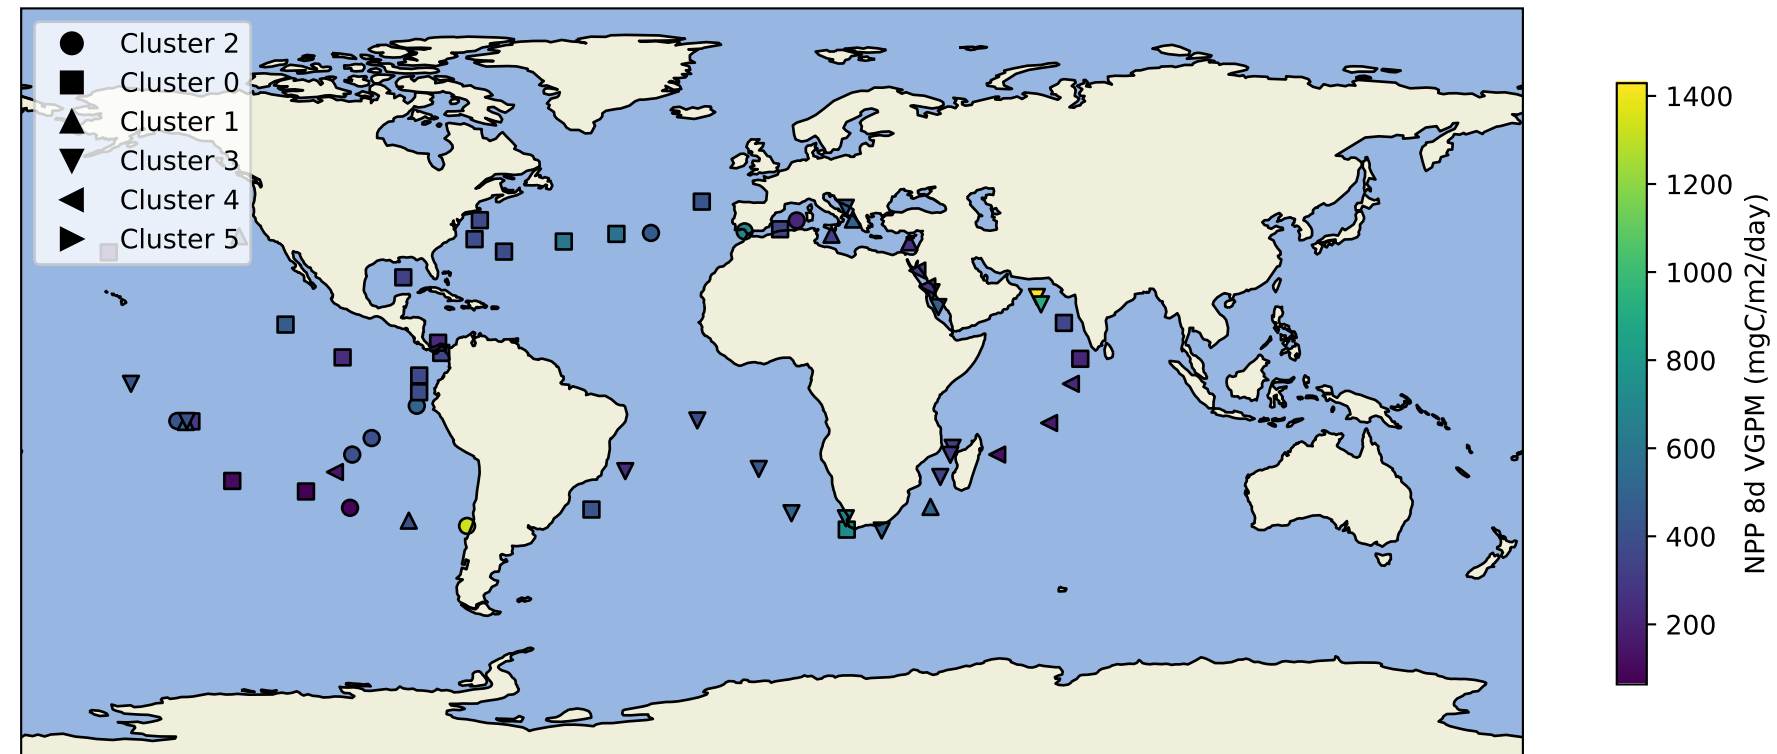 Cluster 2
Cluster 0
Cluster 1
Cluster 3
Cluster 4
Cluster 5
1400
1200
1000
800
600
400
200
NPP 8d VGPM (mgC/m2/day)